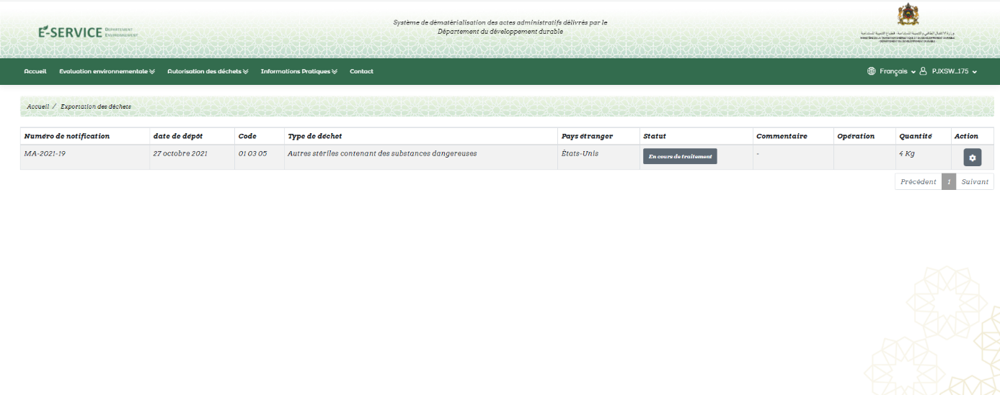 E-SERVICE DEPARTEMENT ENVIRONNEMENT
Système de dématérialisation des actes administratifs délivrés par le
Département du développement durable
Accueil Evaluation environnementale Autorisation des déchets Informations Pratiques Contact Français PJXSW_175
Accueil / Exportation des déchets
Numéro de notification date de dépôt Code Type de déchet Pays étranger Statut Commentaire Opération Quantité Action
MA-2021-19 27 octobre 2021 01 03 05 Autres stériles contenant des substances dangereuses États-Unis En cours de traitement - 4 Kg
Précédent 1 Suivant